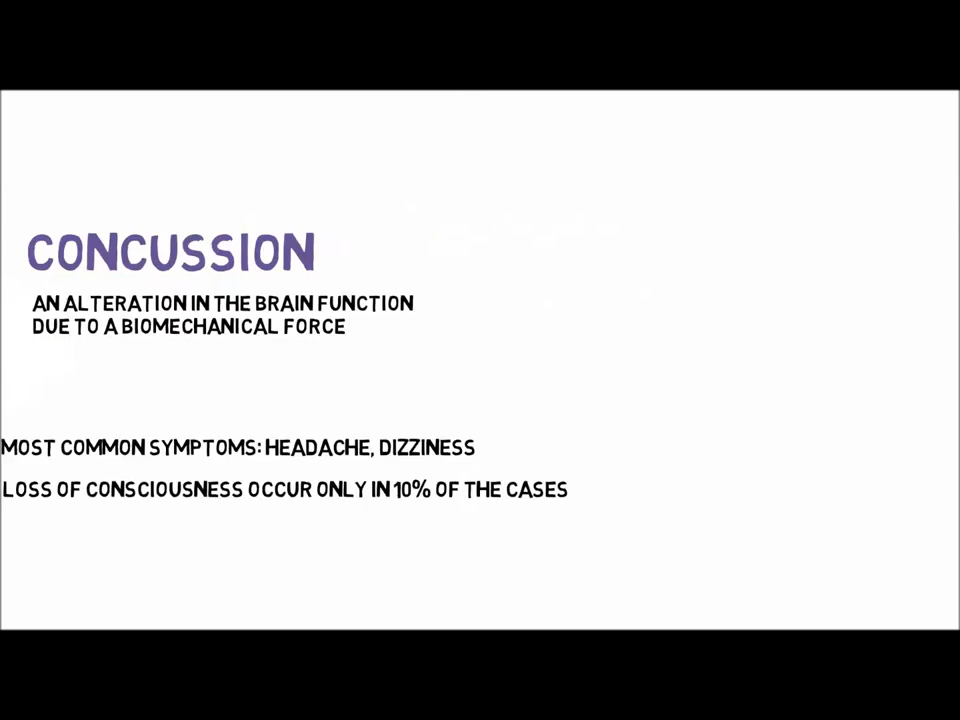 CONCUSSION
AN ALTERATION IN THE BRAIN FUNCTION
DUE TO A BIOMECHANICAL FORCE
MOST COMMON SYMPTOMS: HEADACHE, DIZZINESS
LOSS OF CONSCIOUSNESS OCCUR ONLY IN 10% OF THE CASES